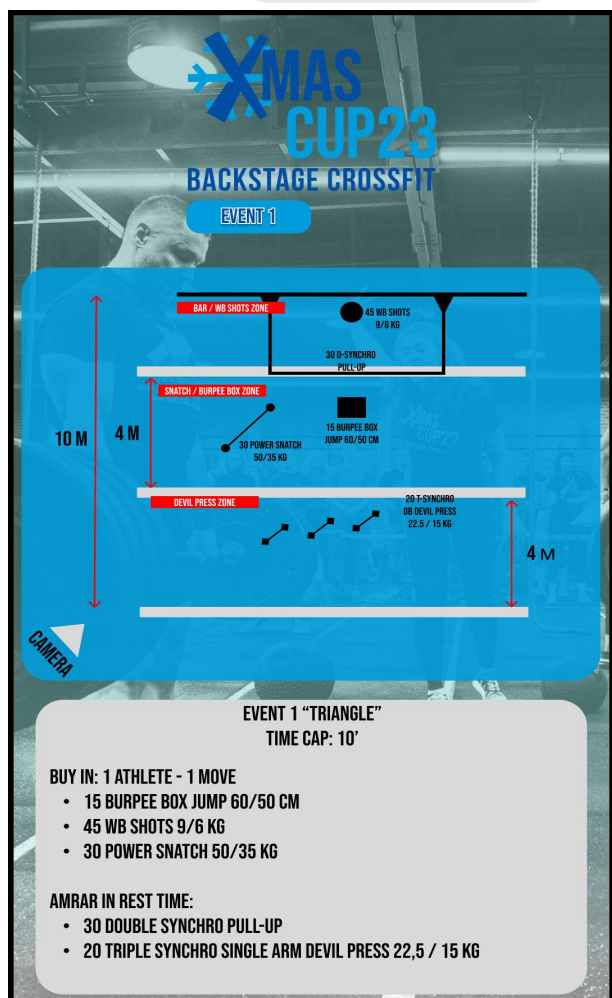 XMAS
CUP23
BACKSTAGE CROSSFIT
EVENT 1
BAR / WB SHOTS ZONE
45 WB SHOTS
9/6 KG
30 D-SYNCHRO
PULL-UP
SNATCH / BURPEE BOX ZONE
10 M
4 M
15 BURPEE BOX
JUMP 60/50 CM
30 POWER SNATCH
50/35 KG
DEVIL PRESS ZONE
20 T-SYNCHRO
DB DEVIL PRESS
22.5 / 15 KG
4 M
CAMERA
XMAS
CUP23
EVENT 1 “TRIANGLE”
TIME CAP: 10’
BUY IN: 1 ATHLETE - 1 MOVE
• 15 BURPEE BOX JUMP 60/50 CM
• 45 WB SHOTS 9/6 KG
• 30 POWER SNATCH 50/35 KG
AMRAR IN REST TIME:
• 30 DOUBLE SYNCHRO PULL-UP
• 20 TRIPLE SYNCHRO SINGLE ARM DEVIL PRESS 22,5 / 15 KG